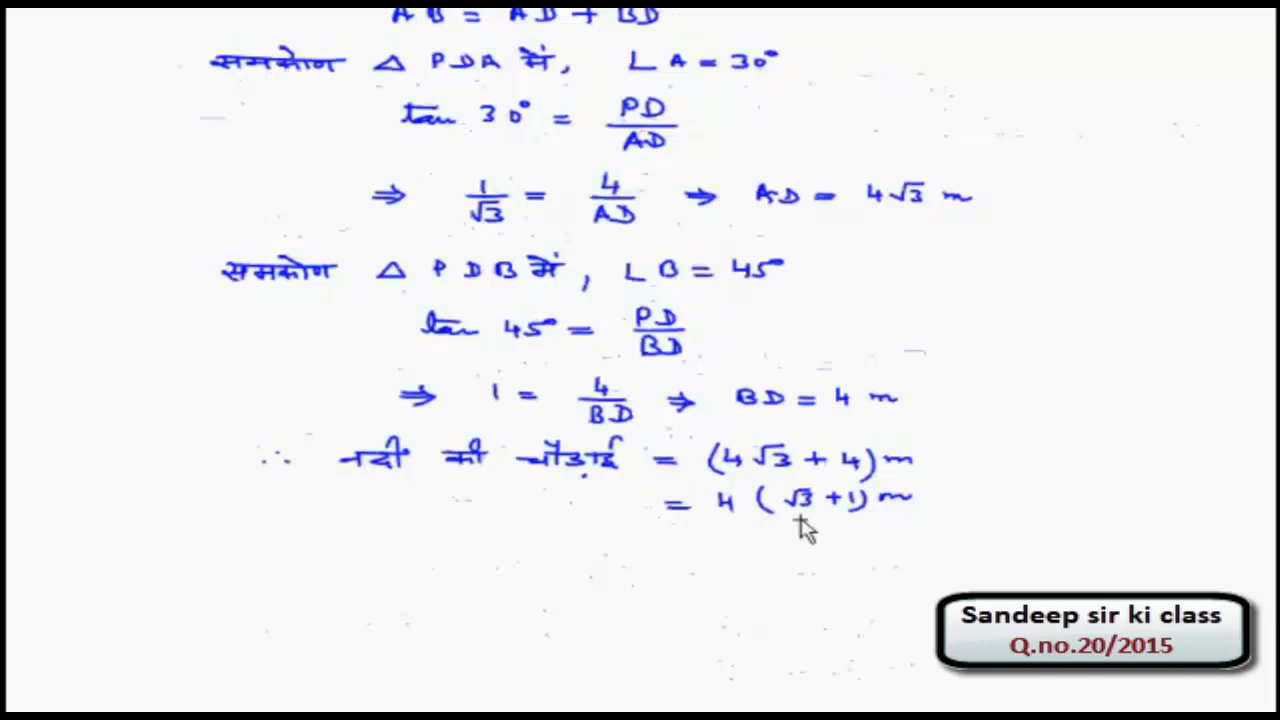 AB = AD + BD
समकोण △ PDA में, ∠A = 30°
tan 30° = PD/AD
⇒ 1/√3 = 4/AD → AD = 4√3 m
समकोण △ PDB में, ∠B = 45°
tan 45° = PD/BD
⇒ 1 = 4/BD ⇒ BD = 4 m
∴ नदी की चौड़ाई = (4√3 + 4) m
= 4 (√3 + 1) m
Sandeep sir ki class
Q.no.20/2015